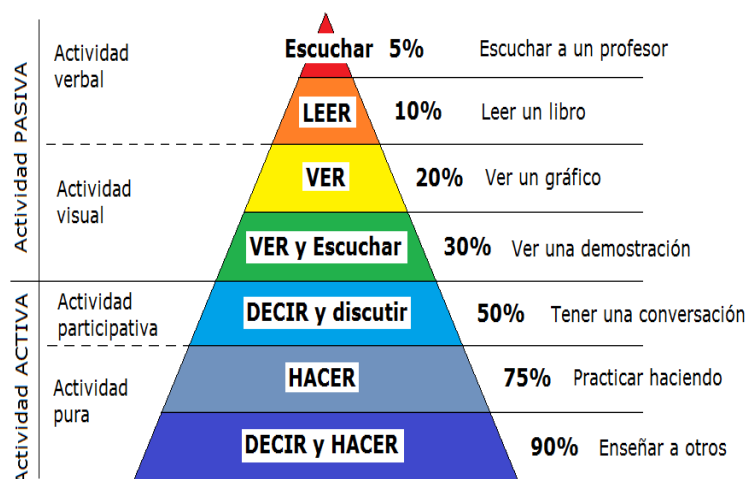 Actividad PASIVA
Actividad
verbal
Escuchar 5% Escuchar a un profesor
LEER 10% Leer un libro
Actividad
visual
VER 20% Ver un gráfico
VER y Escuchar 30% Ver una demostración
Actividad ACTIVA
Actividad
participativa
DECIR y discutir 50% Tener una conversación
Actividad
pura
HACER 75% Practicar haciendo
DECIR y HACER 90% Enseñar a otros